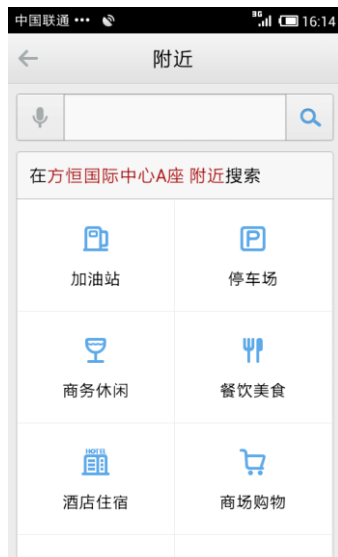 中国联通 ••• 3G 16:14
附近
在方恒国际中心A座 附近搜索
加油站 停车场
商务休闲 餐饮美食
HOTEL
酒店住宿 商场购物